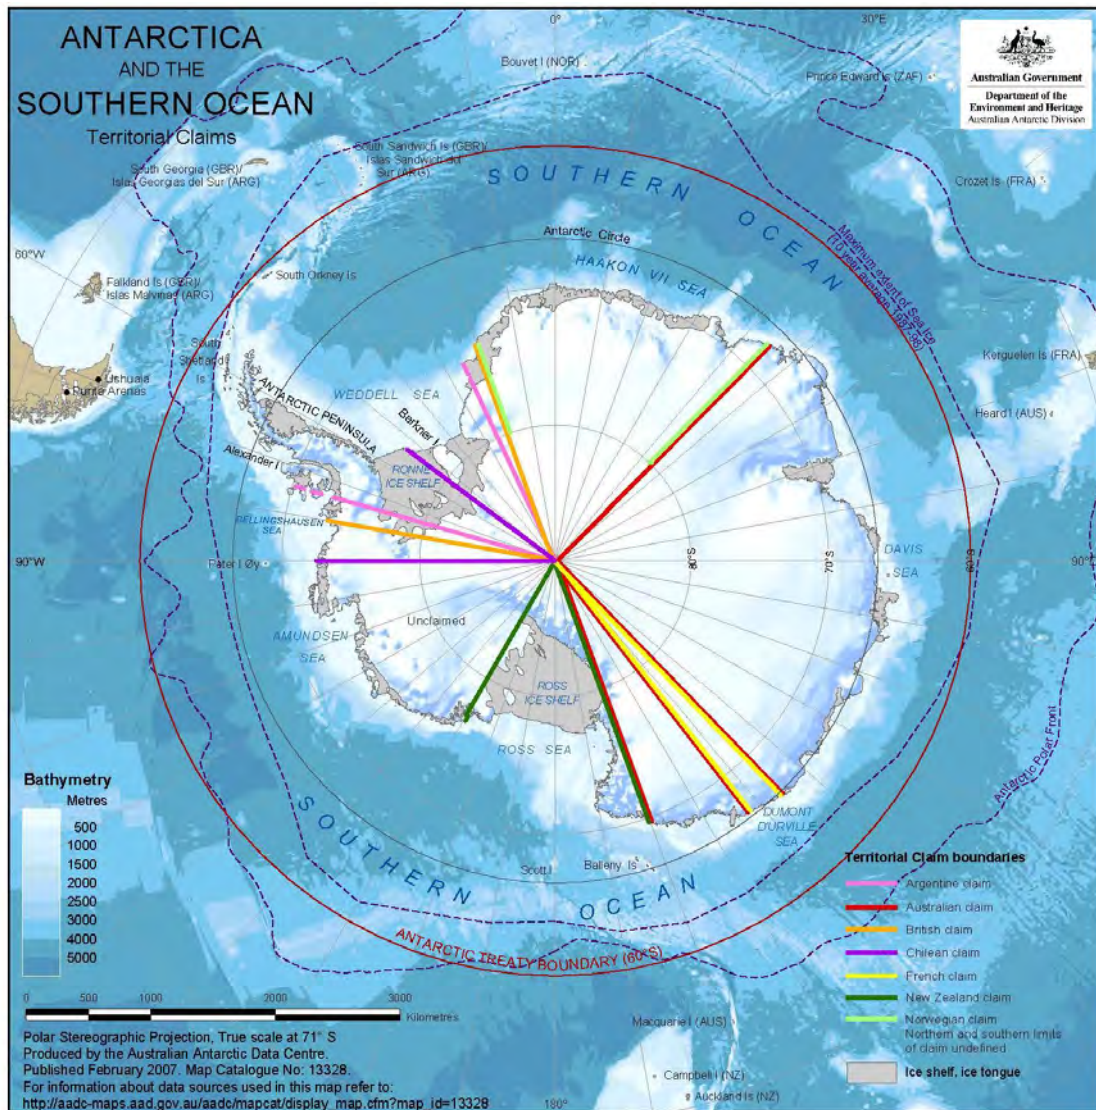 ANTARCTICA
AND THE
SOUTHERN OCEAN
Territorial Claims
0°
30°E
Bouvet I (NOR)
Prince Edward Is (ZAF)
Australian Government
Department of the
Environment and Heritage
Australian Antarctic Division
South Georgia (GBR)/
Islas Georgias del Sur (ARG)
South Sandwich Is (GBR)/
Islas Sandwich del
Sur (ARG)
Crozet Is (FRA)
SOUTHERN OCEAN
Antarctic Circle
HAAKON VII SEA
Maximum extent of Sea Ice
(10 year average 1987-98)
60°W
Falkland Is (GBR)/
Islas Malvinas (ARG)
South Orkney Is
South
Shetland
Is
Ushuaia
Punta Arenas
Kerguelen Is (FRA)
Heard I (AUS)
WEDDELL SEA
ANTARCTIC PENINSULA
Berkner I
Alexander I
RONNE
ICE SHELF
BELLINGSHAUSEN
SEA
90°W
Peter I Øy
80°S
70°S
60°S
90°E
DAVIS
SEA
Unclaimed
AMUNDSEN
SEA
ROSS
ICE SHELF
ROSS SEA
Antarctic Polar Front
DUMONT
D'URVILLE
SEA
Bathymetry
Metres
500
1000
1500
2000
2500
3000
4000
5000
SOUTHERN OCEAN
Scott I
Balleny Is
ANTARCTIC TREATY BOUNDARY (60°S)
Territorial Claim boundaries
Argentine claim
Australian claim
British claim
Chilean claim
French claim
New Zealand claim
Norwegian claim
Northern and southern limits
of claim undefined
Ice shelf, ice tongue
0 500 1000 2000 3000
Kilometres
Macquarie I (AUS)
Campbell I (NZ)
Auckland Is (NZ)
180°
Polar Stereographic Projection, True scale at 71° S
Produced by the Australian Antarctic Data Centre.
Published February 2007. Map Catalogue No: 13328.
For information about data sources used in this map refer to:
http://aadc-maps.aad.gov.au/aadc/mapcat/display_map.cfm?map_id=13328